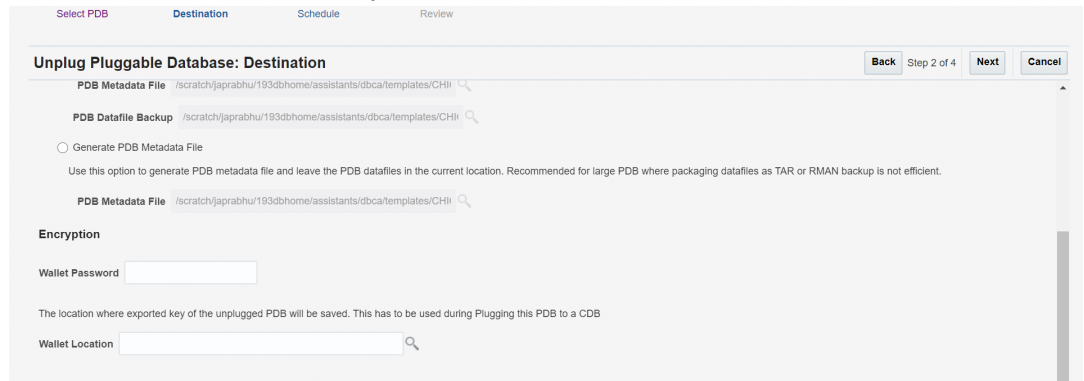 Select PDB Destination Schedule Review
Unplug Pluggable Database: Destination Back Step 2 of 4 Next Cancel
PDB Metadata File /scratch/japrabhu/193dbhome/assistants/dbca/templates/CHI
PDB Datafile Backup /scratch/japrabhu/193dbhome/assistants/dbca/templates/CHI
Generate PDB Metadata File
Use this option to generate PDB metadata file and leave the PDB datafiles in the current location. Recommended for large PDB where packaging datafiles as TAR or RMAN backup is not efficient.
PDB Metadata File /scratch/japrabhu/193dbhome/assistants/dbca/templates/CHI
Encryption
Wallet Password
The location where exported key of the unplugged PDB will be saved. This has to be used during Plugging this PDB to a CDB
Wallet Location